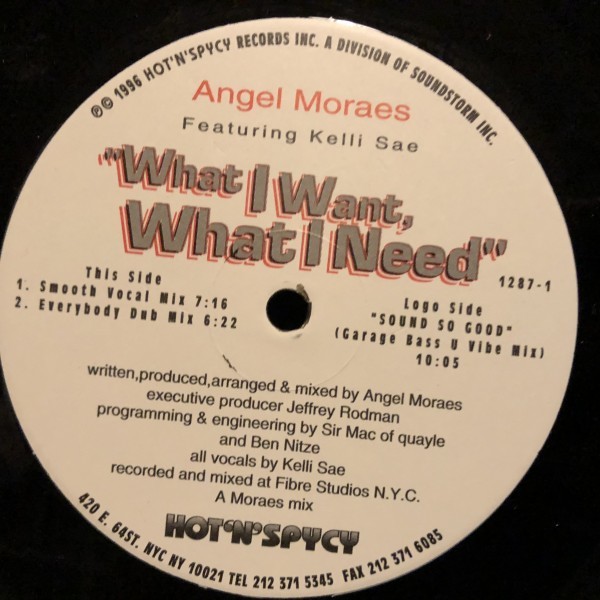 ℗© 1996 HOT'N'SPYCY RECORDS INC. A DIVISION OF SOUNDSTORM INC.
Angel Moraes
Featuring Kelli Sae
"What I Want,
What I Need"
1287-1
This Side
1. Smooth Vocal Mix 7:16
2. Everybody Dub Mix 6:22
Logo Side
"SOUND SO GOOD"
(Garage Bass U Vibe Mix)
10:05
written,produced,arranged & mixed by Angel Moraes
executive producer Jeffrey Rodman
programming & engineering by Sir Mac of quayle
and Ben Nitze
all vocals by Kelli Sae
recorded and mixed at Fibre Studios N.Y.C.
A Moraes mix
HOT'N'SPYCY
420 E. 64ST. NYC NY 10021 TEL 212 371 5345 FAX 212 371 6085